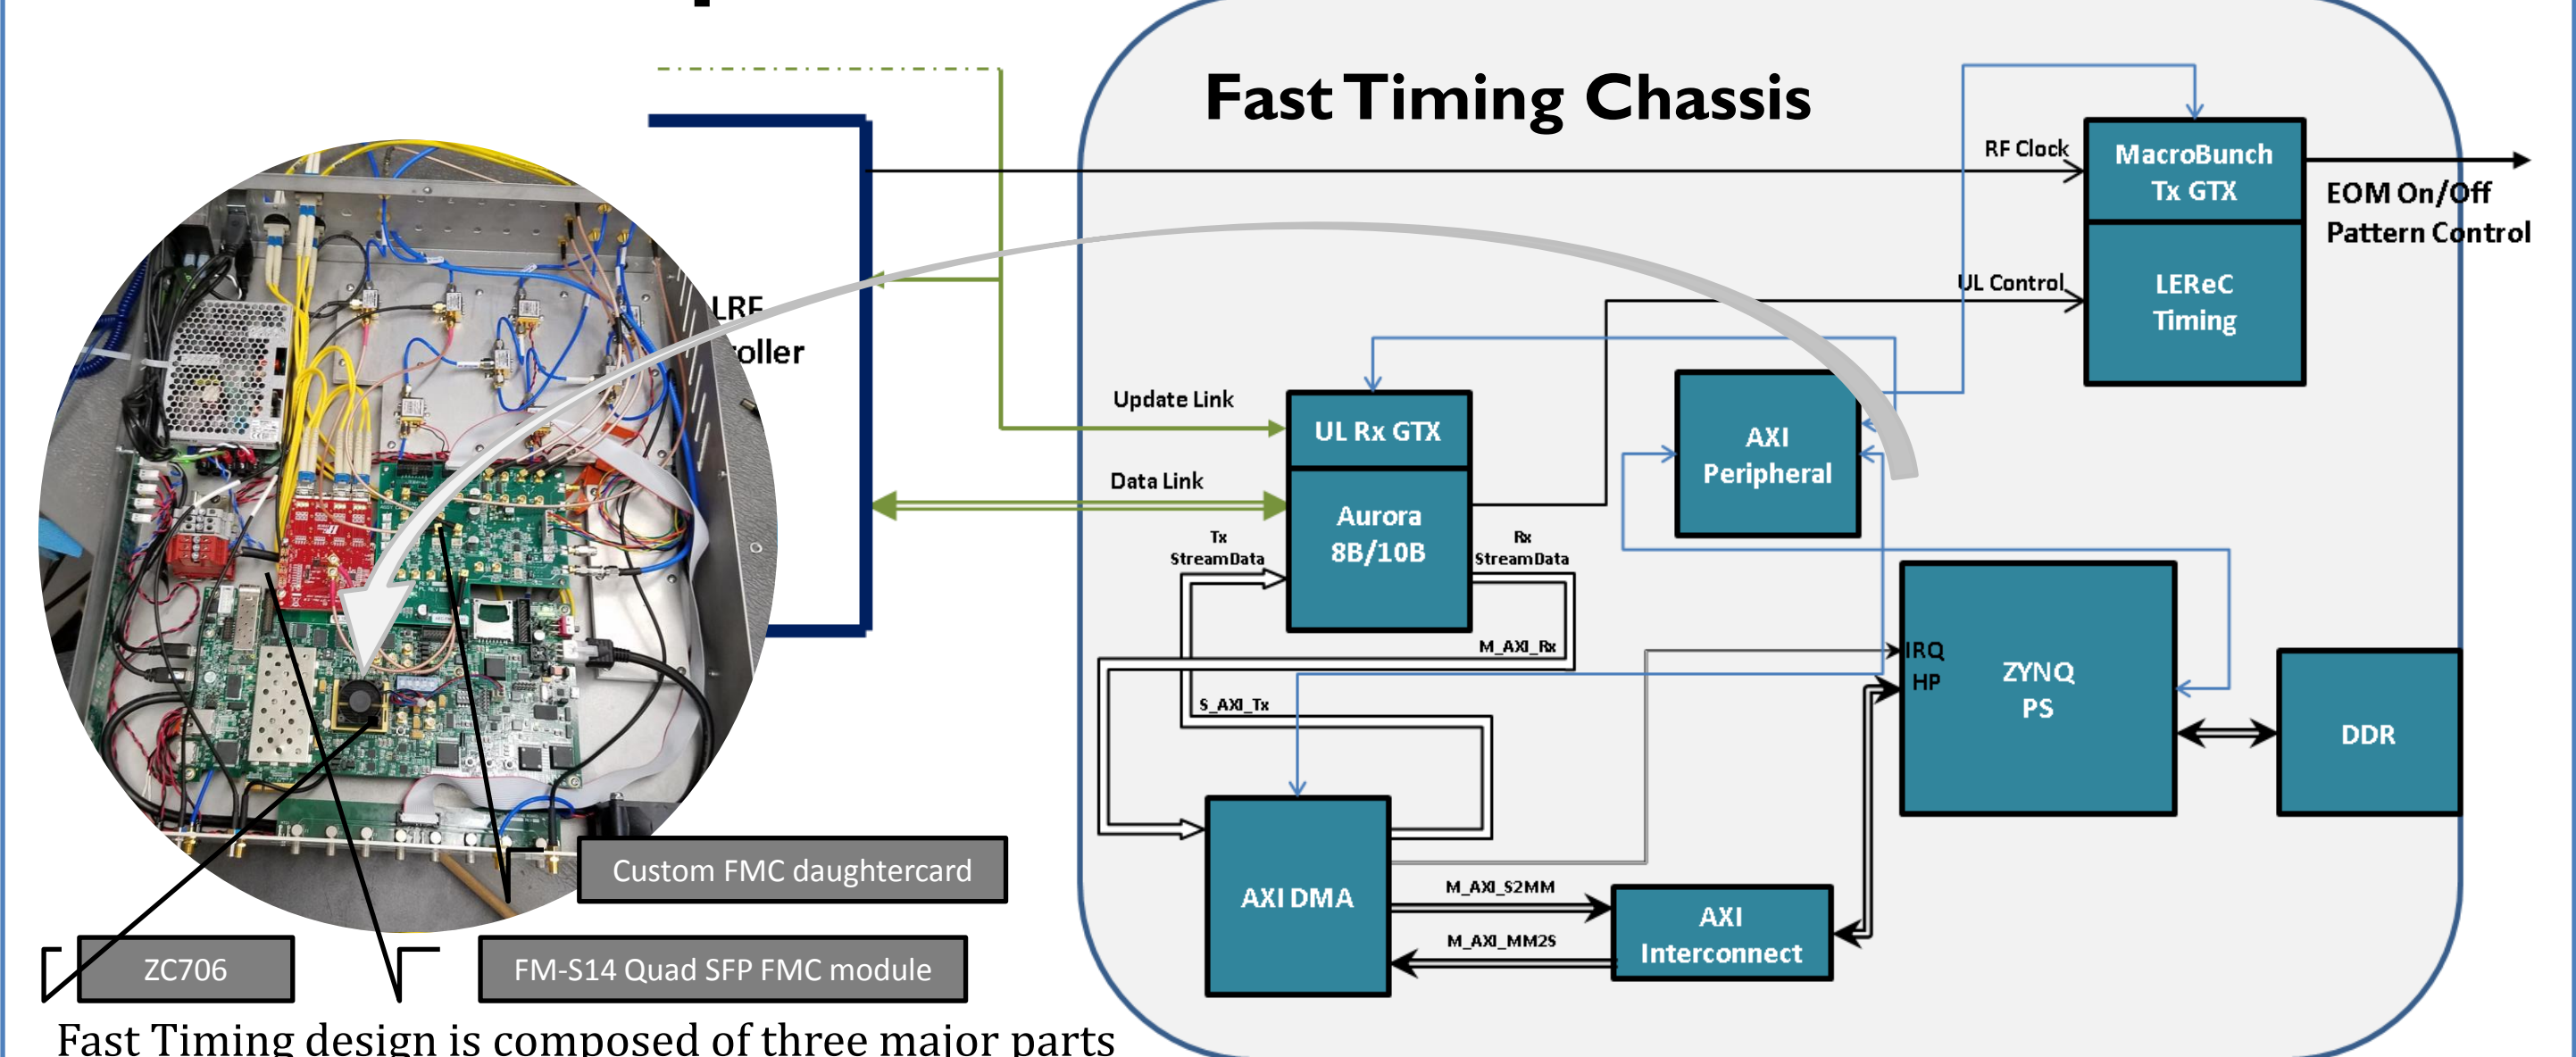 Fast Timing Chassis
RF Clock
MacroBunch
Tx GTX
EOM On/Off
Pattern Control
UL Control
LEReC
Timing
LRF
roller
Update Link
UL Rx GTX
AXI
Peripheral
Data Link
Aurora
8B/10B
Tx
StreamData
Rx
StreamData
M_AXI_Rx
S_AXI_Tx
IRQ
HP
ZYNQ
PS
DDR
AXI DMA
M_AXI_S2MM
M_AXI_MM2S
AXI
Interconnect
Custom FMC daughtercard
ZC706
FM-S14 Quad SFP FMC module
Fast Timing design is composed of three major parts